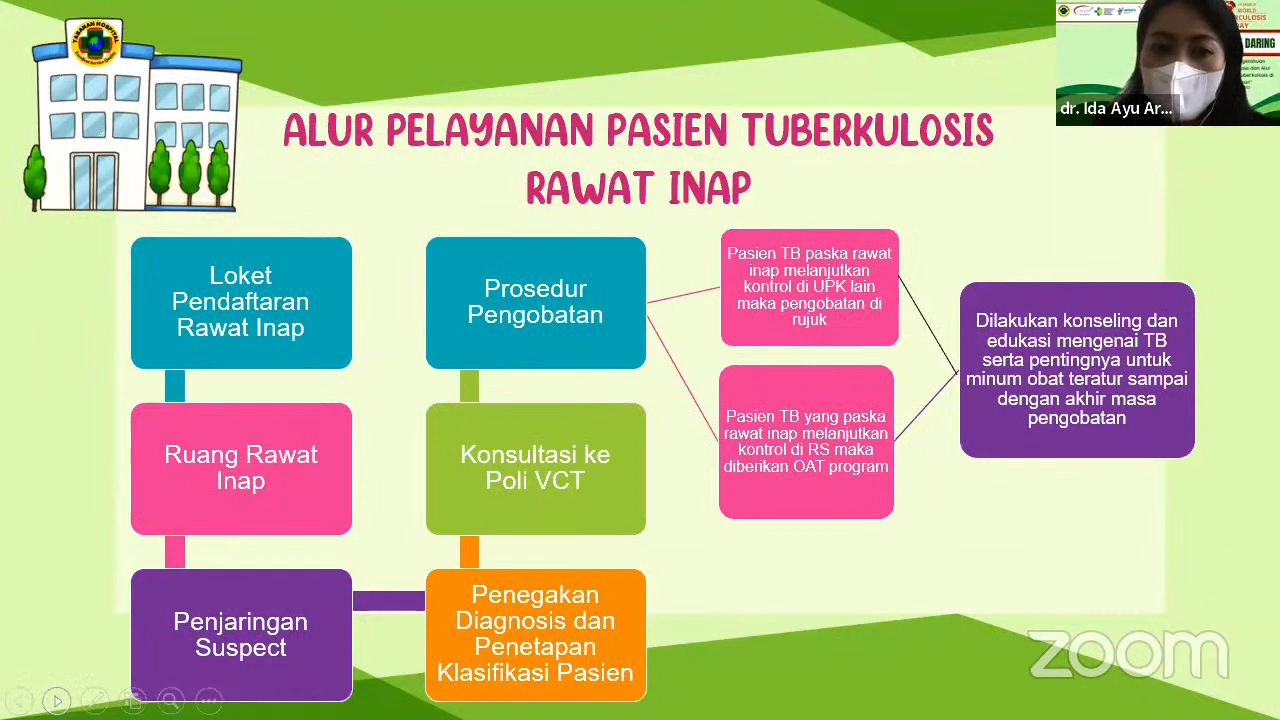 TABANAN HOSPITAL
ALUR PELAYANAN PASIEN TUBERKULOSIS
RAWAT INAP
Loket
Pendaftaran
Rawat Inap
Ruang Rawat
Inap
Penjaringan
Suspect
Penegakan
Diagnosis dan
Penetapan
Klasifikasi Pasien
Konsultasi ke
Poli VCT
Prosedur
Pengobatan
Pasien TB paska rawat
inap melanjutkan
kontrol di UPK lain
maka pengobatan di
rujuk
Pasien TB yang paska
rawat inap melanjutkan
kontrol di RS maka
diberikan OAT program
Dilakukan konseling dan
edukasi mengenai TB
serta pentingnya untuk
minum obat teratur sampai
dengan akhir masa
pengobatan
WORLD
DAY
DARING
dr. Ida Ayu Ar...
zoom